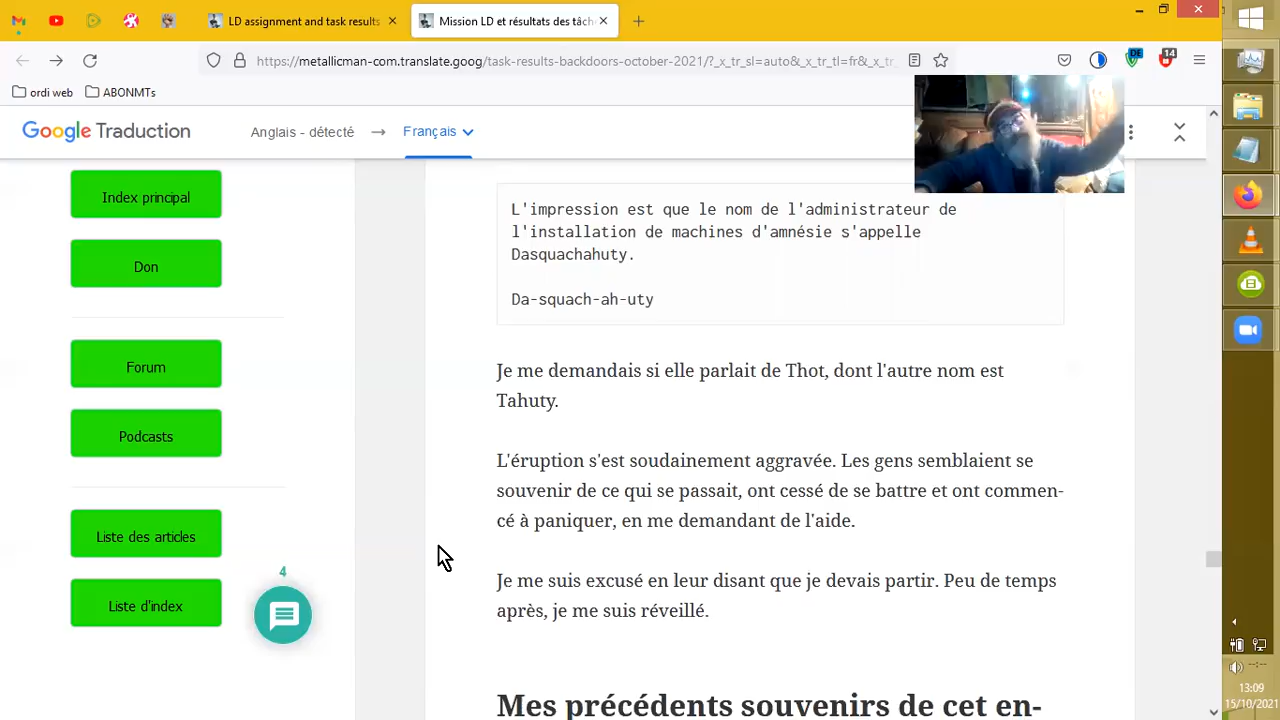 LD assignment and task results
Mission LD et résultats des tâch
https://metallicman-com.translate.goog/task-results-backdoors-october-2021/?_x_tr_sl=auto&_x_tr_tl=fr&_x_tr_
DE
14
ordi web
ABONMTs
Google Traduction
Anglais - détecté
Français
Index principal
Don
Forum
Podcasts
Liste des articles
Liste d'index
4
L'impression est que le nom de l'administrateur de
l'installation de machines d'amnésie s'appelle
Dasquachahuty.
Da-squach-ah-uty
Je me demandais si elle parlait de Thot, dont l'autre nom est
Tahuty.
L'éruption s'est soudainement aggravée. Les gens semblaient se
souvenir de ce qui se passait, ont cessé de se battre et ont commen-
cé à paniquer, en me demandant de l'aide.
Je me suis excusé en leur disant que je devais partir. Peu de temps
après, je me suis réveillé.
Mes précédents souvenirs de cet en-
13:09
15/10/2021